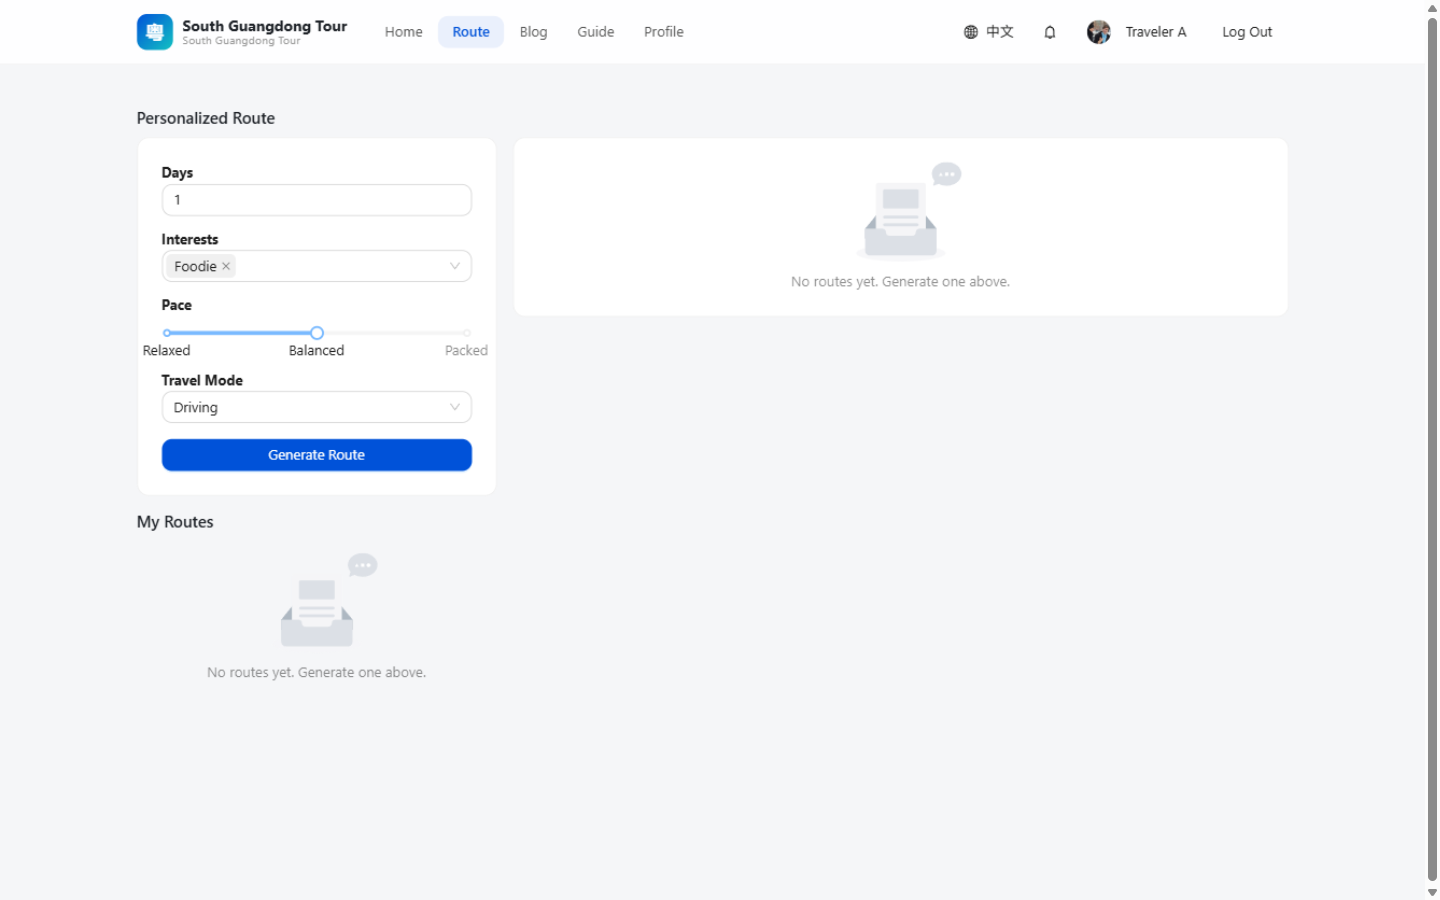 South Guangdong Tour
South Guangdong Tour
Home
Route
Blog
Guide
Profile
中文
Traveler A
Log Out
Personalized Route
Days
1
Interests
Foodie
Pace
Relaxed
Balanced
Packed
Travel Mode
Driving
Generate Route
No routes yet. Generate one above.
My Routes
No routes yet. Generate one above.